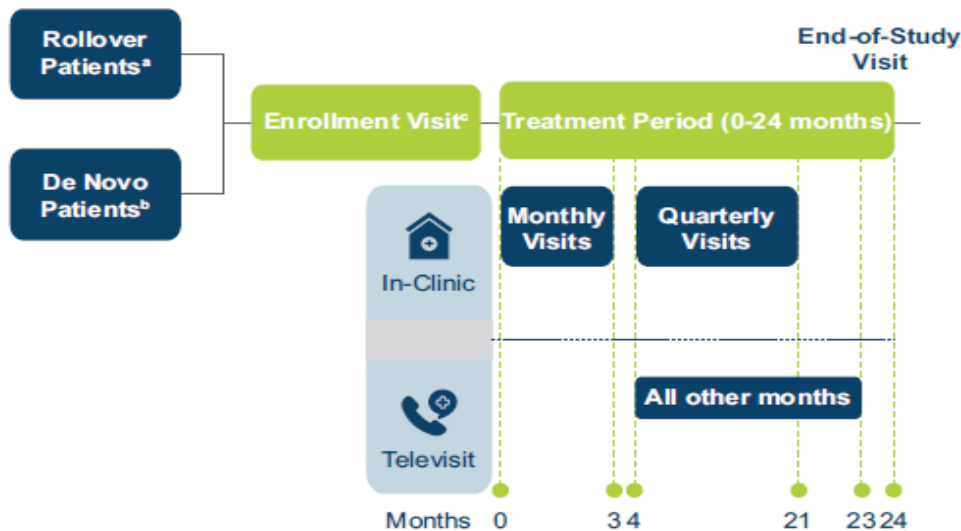 Rollover
Patientsᵃ
End-of-Study
Visit
Enrollment Visitᶜ
Treatment Period (0-24 months)
De Novo
Patientsᵇ
Monthly
Visits
Quarterly
Visits
In-Clinic
All other months
Televisit
Months 0 3 4 21 23 24